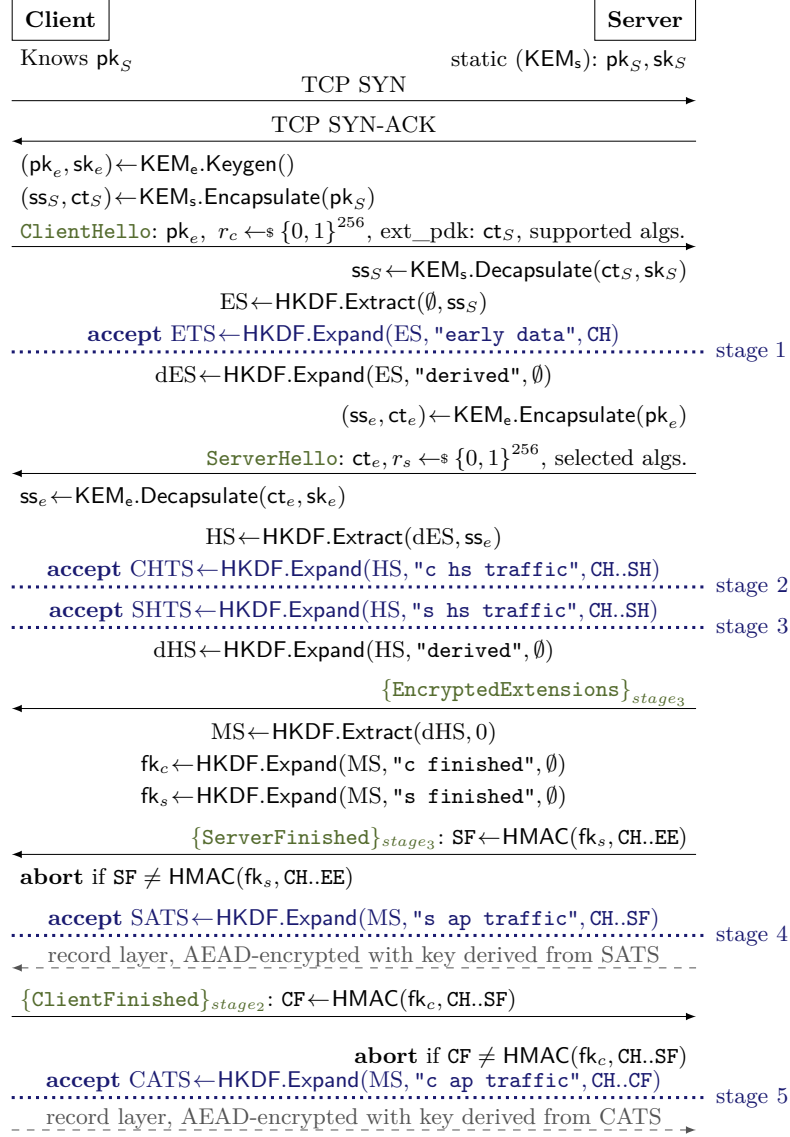 Client Server
Knows pk_S static (KEM_s): pk_S, sk_S
TCP SYN
TCP SYN-ACK
(pk_e, sk_e)←KEM_e.Keygen()
(ss_S, ct_S)←KEM_s.Encapsulate(pk_S)
ClientHello: pk_e, r_c ←$ {0, 1}^256, ext_pdk: ct_S, supported algs.
ss_S←KEM_s.Decapsulate(ct_S, sk_S)
ES←HKDF.Extract(∅, ss_S)
accept ETS←HKDF.Expand(ES, "early data", CH)
stage 1
dES←HKDF.Expand(ES, "derived", ∅)
(ss_e, ct_e)←KEM_e.Encapsulate(pk_e)
ServerHello: ct_e, r_s ←$ {0, 1}^256, selected algs.
ss_e←KEM_e.Decapsulate(ct_e, sk_e)
HS←HKDF.Extract(dES, ss_e)
accept CHTS←HKDF.Expand(HS, "c hs traffic", CH..SH)
stage 2
accept SHTS←HKDF.Expand(HS, "s hs traffic", CH..SH)
stage 3
dHS←HKDF.Expand(HS, "derived", ∅)
{EncryptedExtensions}_stage_3
MS←HKDF.Extract(dHS, 0)
fk_c←HKDF.Expand(MS, "c finished", ∅)
fk_s←HKDF.Expand(MS, "s finished", ∅)
{ServerFinished}_stage_3: SF←HMAC(fk_s, CH..EE)
abort if SF ≠ HMAC(fk_s, CH..EE)
accept SATS←HKDF.Expand(MS, "s ap traffic", CH..SF)
stage 4
record layer, AEAD-encrypted with key derived from SATS
{ClientFinished}_stage_2: CF←HMAC(fk_c, CH..SF)
abort if CF ≠ HMAC(fk_c, CH..SF)
accept CATS←HKDF.Expand(MS, "c ap traffic", CH..CF)
stage 5
record layer, AEAD-encrypted with key derived from CATS